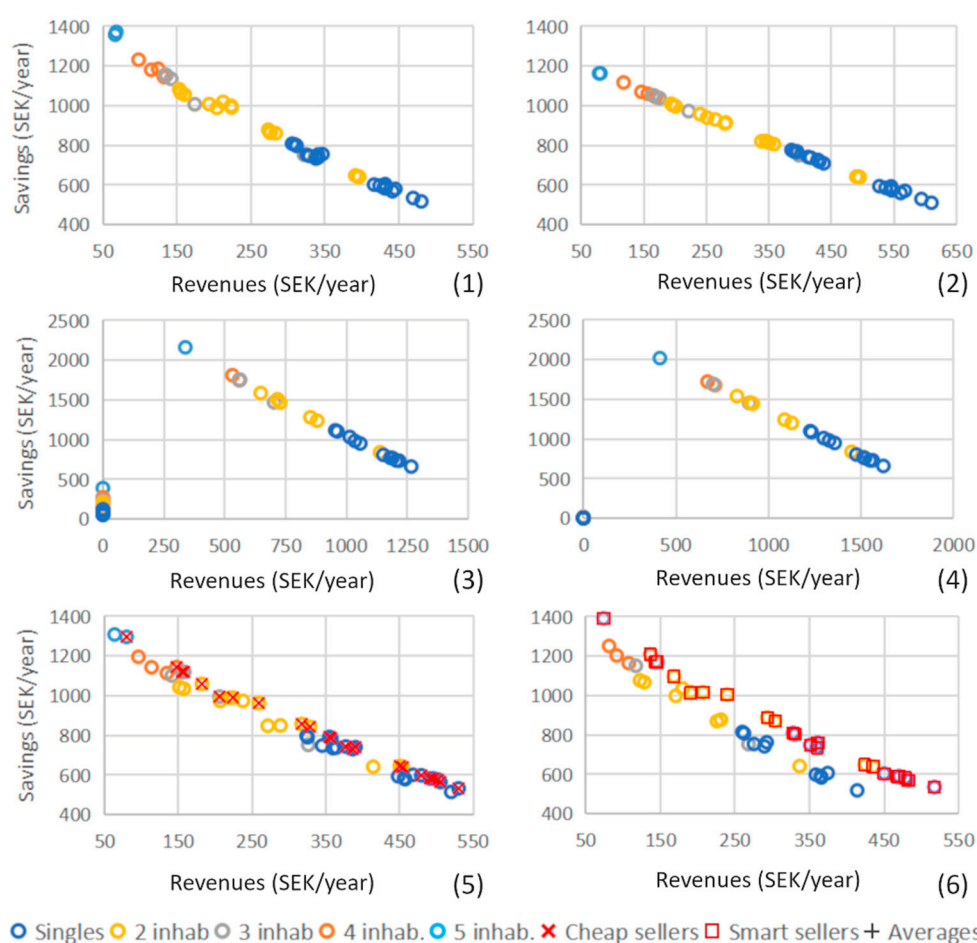 1400
1200
1000
800
600
400
50 150 250 350 450 550
Savings (SEK/year)
Revenues (SEK/year)
(1)
1400
1200
1000
800
600
400
50 150 250 350 450 550 650
Revenues (SEK/year)
(2)
2500
2000
1500
1000
500
0
0 250 500 750 1000 1250 1500
Savings (SEK/year)
Revenues (SEK/year)
(3)
2500
2000
1500
1000
500
0
0 500 1000 1500 2000
Revenues (SEK/year)
(4)
1400
1200
1000
800
600
400
50 150 250 350 450 550
Savings (SEK/year)
Revenues (SEK/year)
(5)
1400
1200
1000
800
600
400
50 150 250 350 450 550
Revenues (SEK/year)
(6)
Singles 2 inhab 3 inhab 4 inhab. 5 inhab. Cheap sellers Smart sellers Averages